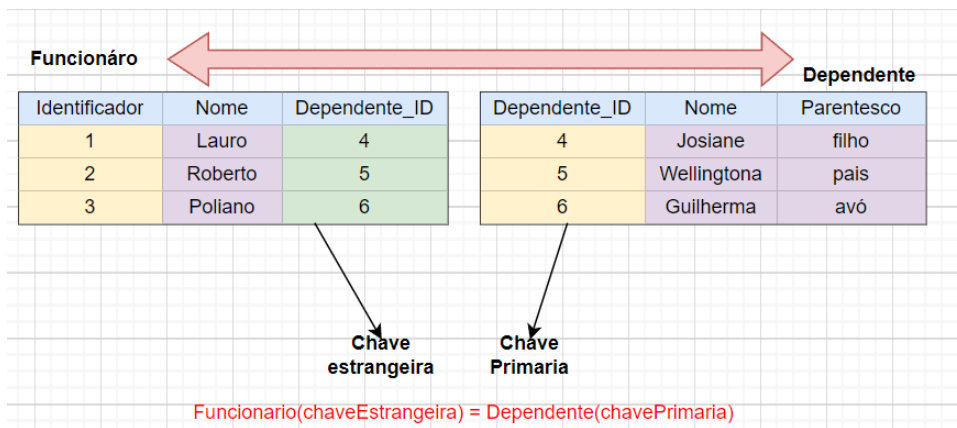 Funcionáro
Dependente
Identificador Nome Dependente_ID
1 Lauro 4
2 Roberto 5
3 Poliano 6
Dependente_ID Nome Parentesco
4 Josiane filho
5 Wellingtona pais
6 Guilherma avó
Chave
estrangeira
Chave
Primaria
Funcionario(chaveEstrangeira) = Dependente(chavePrimaria)